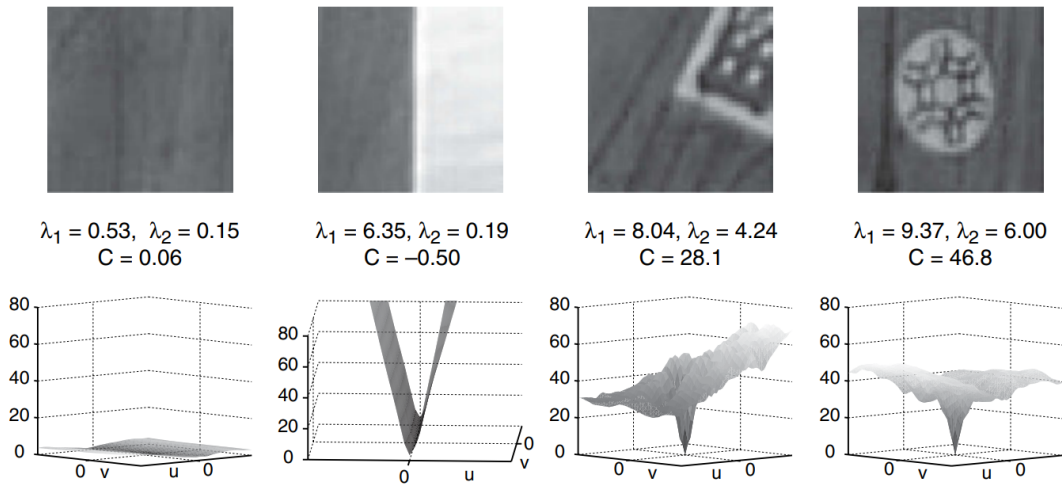 λ1 = 0.53, λ2 = 0.15
C = 0.06
λ1 = 6.35, λ2 = 0.19
C = –0.50
λ1 = 8.04, λ2 = 4.24
C = 28.1
λ1 = 9.37, λ2 = 6.00
C = 46.8
80
60
40
20
0
0 v u 0
80
60
40
20
0
0 u v 0
80
60
40
20
0
0 v u 0
80
60
40
20
0
0 v u 0